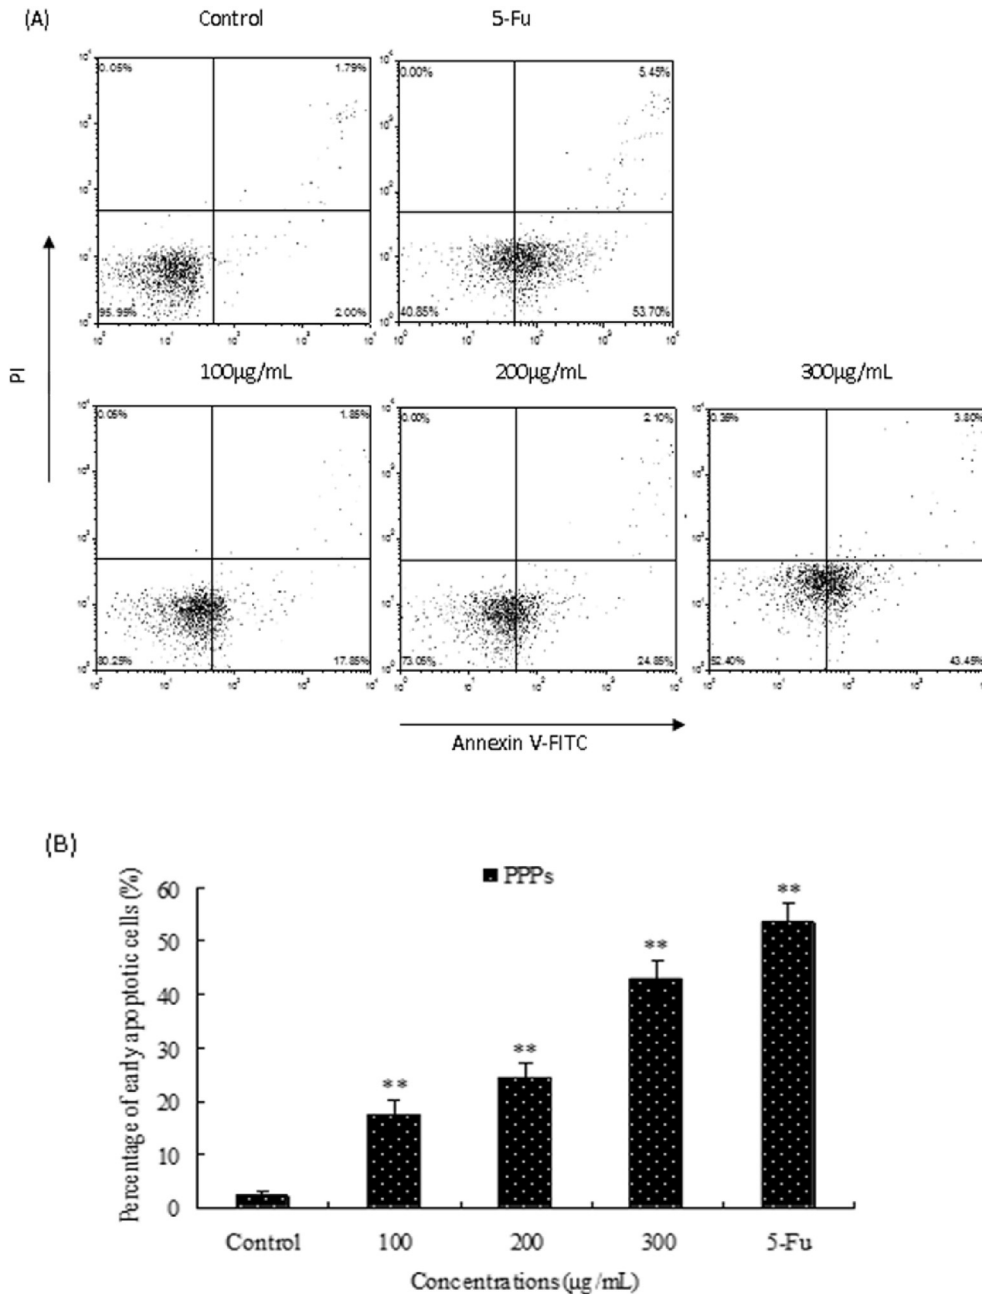 (A) Control 5-Fu
0.05% 1.79% 0.00% 5.45%
95.99% 2.00% 40.85% 53.70%
PI
100μg/mL 200μg/mL 300μg/mL
0.05% 1.85% 0.00% 2.10% 0.35% 3.80%
80.25% 17.85% 73.05% 24.85% 52.40% 43.45%
Annexin V-FITC
(B)
PPPs
Percentage of early apoptotic cells (%)
60
50
40
30
20
10
0
** ** ** **
Control 100 200 300 5-Fu
Concentrations (μg/mL)